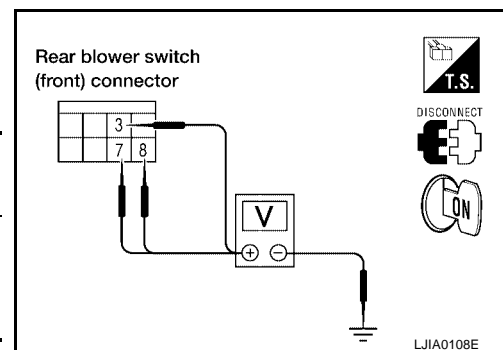 Rear blower switch
(front) connector
T.S.
DISCONNECT
3
7 8
ON
V
+ −
LJIA0108E